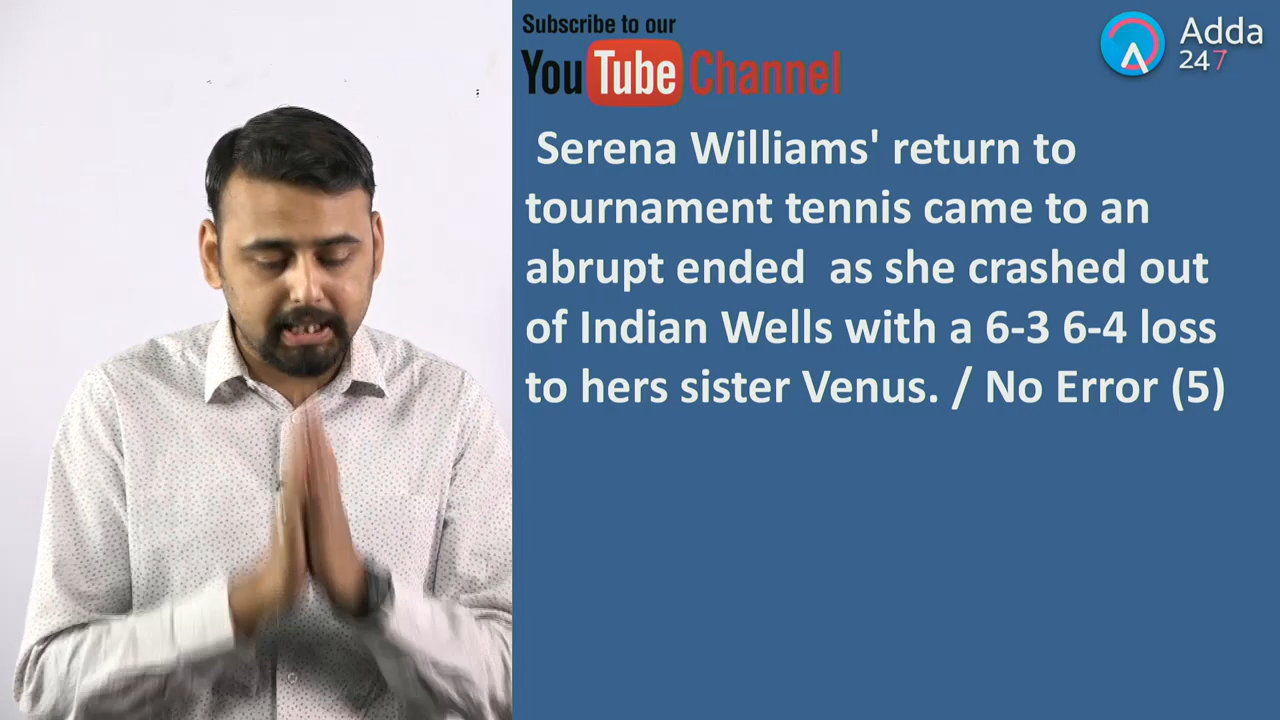 Subscribe to our
YouTube Channel
Adda
247
Serena Williams' return to
tournament tennis came to an
abrupt ended  as she crashed out
of Indian Wells with a 6-3 6-4 loss
to hers sister Venus. / No Error (5)